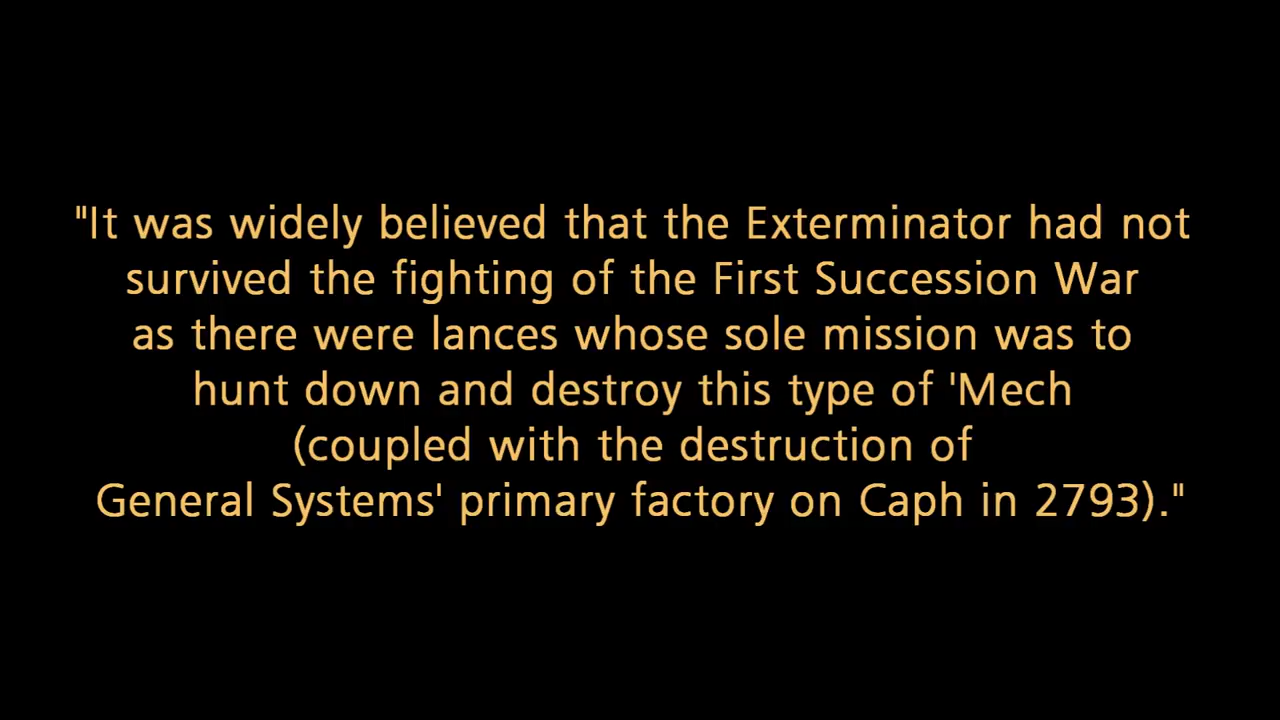 "It was widely believed that the Exterminator had not
survived the fighting of the First Succession War
as there were lances whose sole mission was to
hunt down and destroy this type of 'Mech
(coupled with the destruction of
General Systems' primary factory on Caph in 2793)."